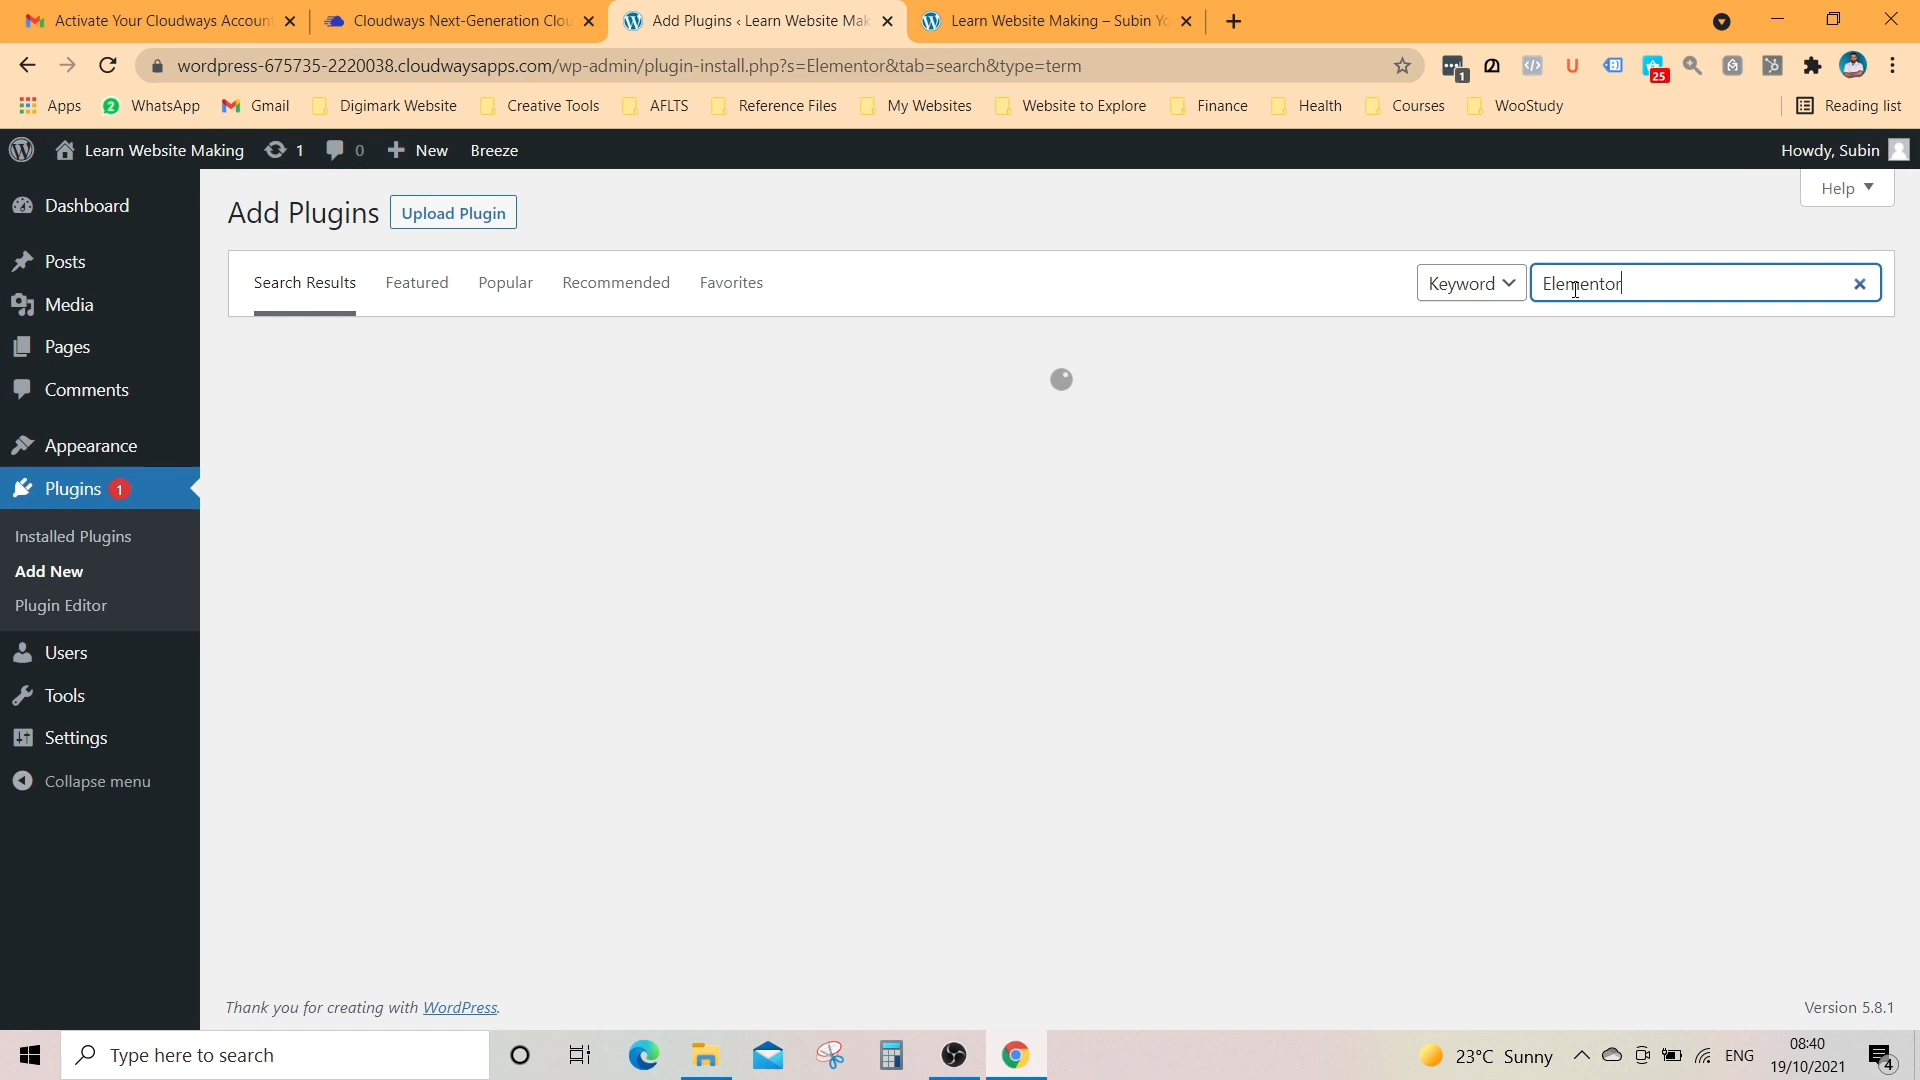 Activate Your Cloudways Account
Cloudways Next-Generation Clou
Add Plugins ‹ Learn Website Mak
Learn Website Making – Subin Yo
wordpress-675735-2220038.cloudwaysapps.com/wp-admin/plugin-install.php?s=Elementor&tab=search&type=term
1
25
Apps
2
WhatsApp
Gmail
Digimark Website
Creative Tools
AFLTS
Reference Files
My Websites
Website to Explore
Finance
Health
Courses
WooStudy
Reading list
Learn Website Making
1
0
New
Breeze
Howdy, Subin
Dashboard
Posts
Media
Pages
Comments
Appearance
Plugins 1
Installed Plugins
Add New
Plugin Editor
Users
Tools
Settings
Collapse menu
Help
Add Plugins
Upload Plugin
Search Results
Featured
Popular
Recommended
Favorites
Keyword
Elementor
Thank you for creating with WordPress.
Version 5.8.1
Type here to search
23°C Sunny
ENG
08:40
19/10/2021
4